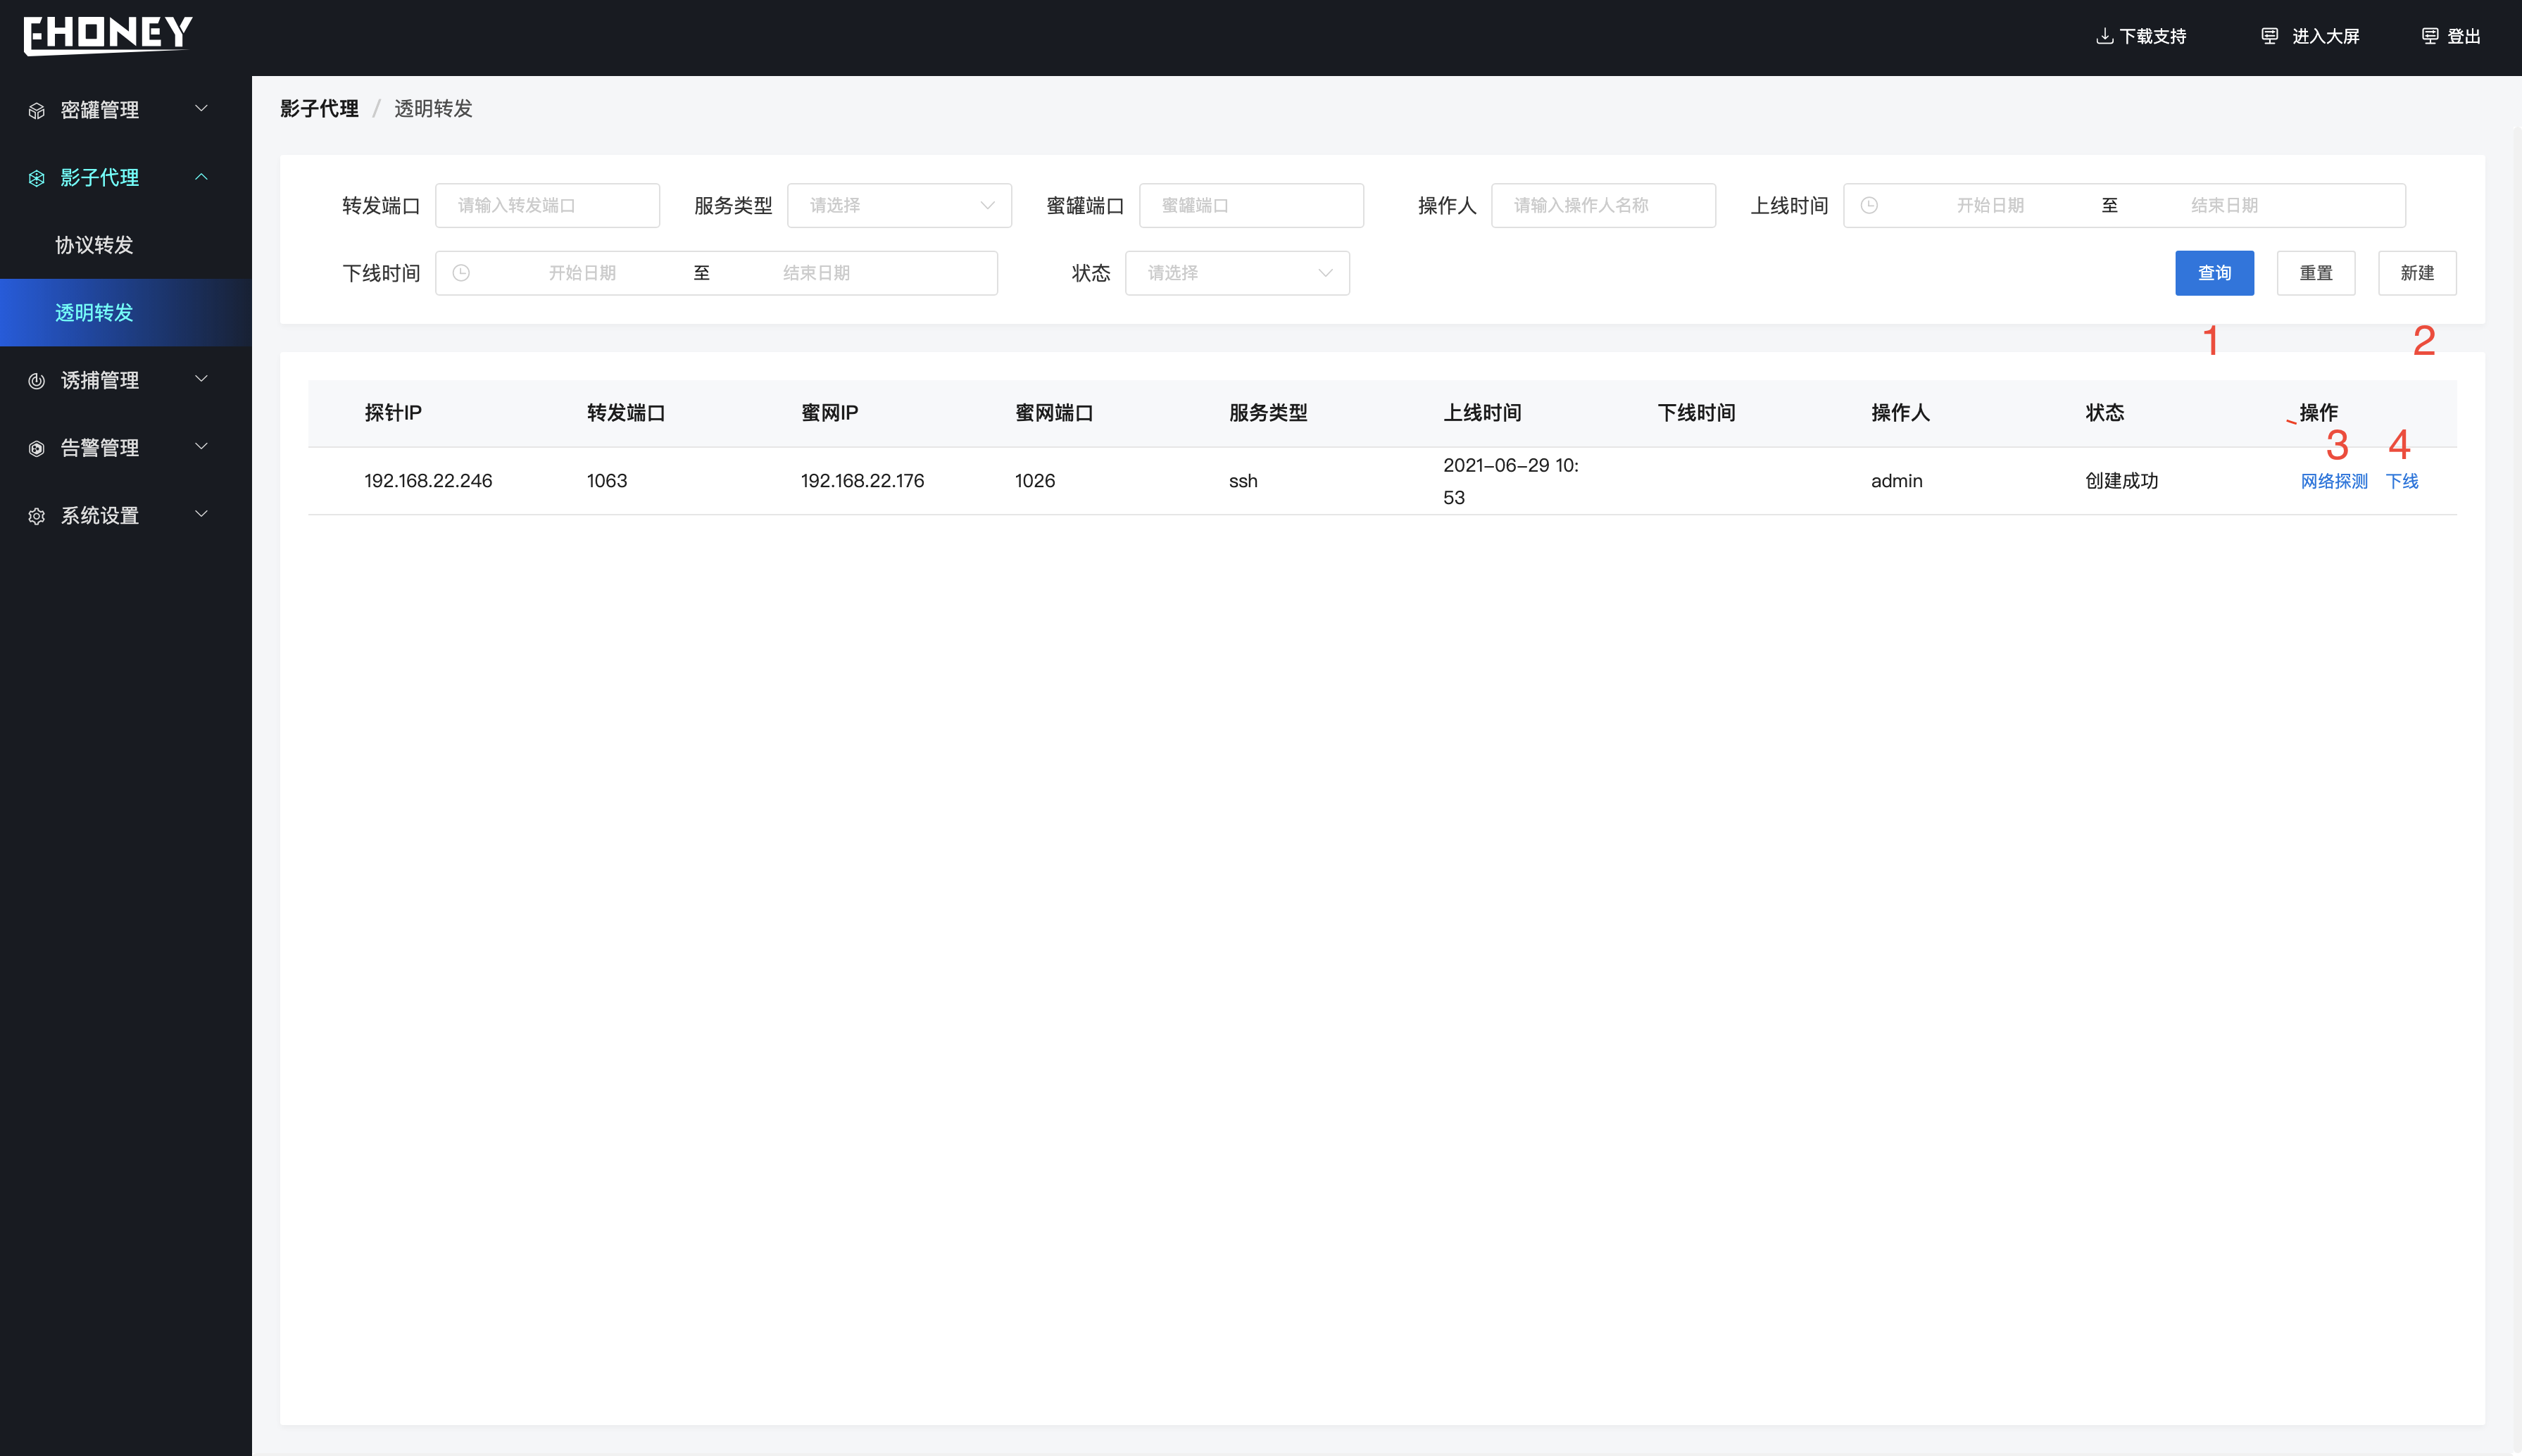 EHONEY
下载支持 进入大屏 登出
密罐管理
影子代理
协议转发
透明转发
诱捕管理
告警管理
系统设置
影子代理 / 透明转发
转发端口 请输入转发端口 服务类型 请选择 蜜罐端口 蜜罐端口 操作人 请输入操作人名称 上线时间 开始日期 至 结束日期
下线时间 开始日期 至 结束日期 状态 请选择 查询 重置 新建
1 2
探针IP 转发端口 蜜网IP 蜜网端口 服务类型 上线时间 下线时间 操作人 状态 操作
3 4
192.168.22.246 1063 192.168.22.176 1026 ssh 2021-06-29 10:
53 admin 创建成功 网络探测 下线